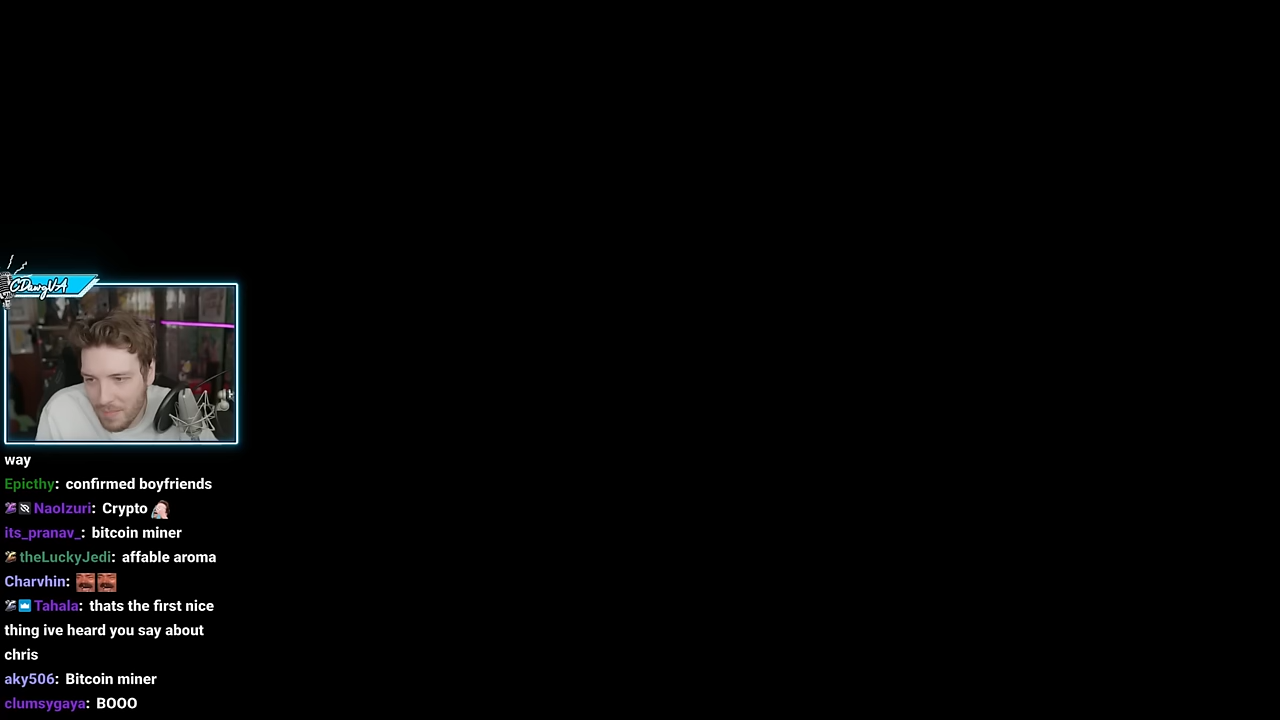 CDawgVA
way
Epicthy: confirmed boyfriends
NaoIzuri: Crypto
its_pranav_: bitcoin miner
theLuckyJedi: affable aroma
Charvhin:
Tahala: thats the first nice
thing ive heard you say about
chris
aky506: Bitcoin miner
clumsygaya: BOOO